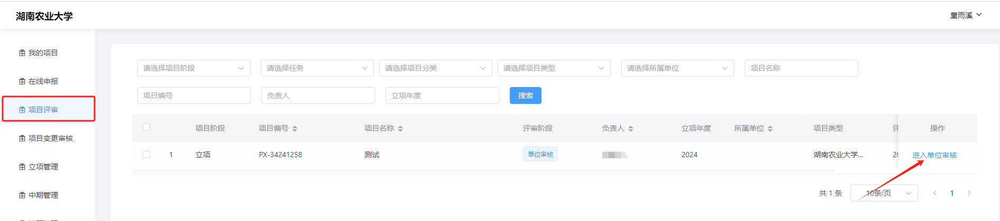 湖南农业大学
童雨溪
我的项目
在线申报
项目评审
项目变更审核
立项管理
中期管理
请选择项目阶段 请选择任务 请选择项目分类 请选择项目类型 请选择所属单位 项目名称
项目编号 负责人 立项年度 搜索
项目阶段 项目编号 项目名称 评审阶段 负责人 立项年度 所属单位 项目类型 操作
1 立项 PX-34241258 测试 单位审核 2024 湖南农业大学... 进入单位审核
共 1 条 10条/页 1